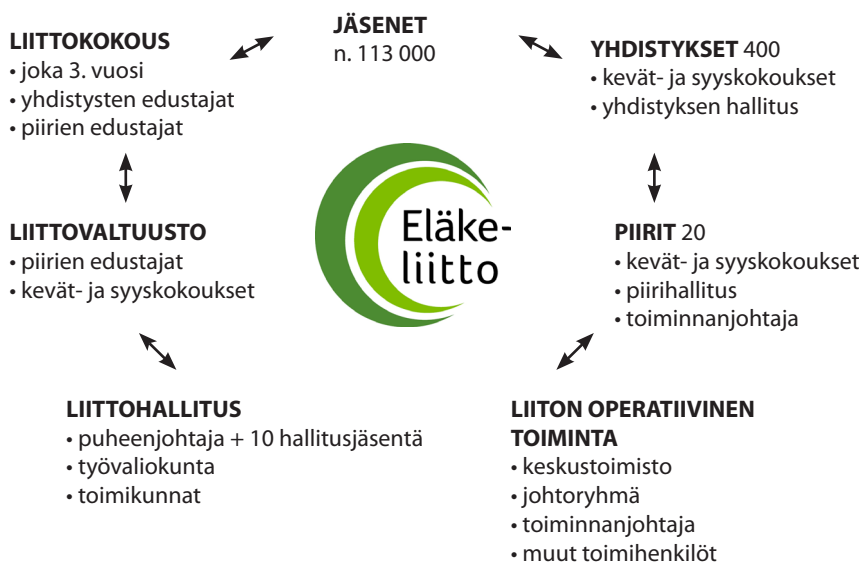 JÄSENET
n. 113 000
LIITTOKOKOUS
• joka 3. vuosi
• yhdistysten edustajat
• piirien edustajat
YHDISTYKSET 400
• kevät- ja syyskokoukset
• yhdistyksen hallitus
Eläke-
liitto
LIITTOVALTUUSTO
• piirien edustajat
• kevät- ja syyskokoukset
PIIRIT 20
• kevät- ja syyskokoukset
• piirihallitus
• toiminnanjohtaja
LIITTOHALLITUS
• puheenjohtaja + 10 hallitusjäsentä
• työvaliokunta
• toimikunnat
LIITON OPERATIIVINEN
TOIMINTA
• keskustoimisto
• johtoryhmä
• toiminnanjohtaja
• muut toimihenkilöt